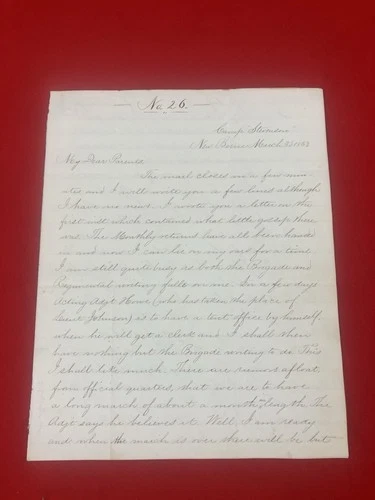 No. 26.
Camp Stevenson
New Berne March 1863
My Dear Parents
The mail closes in a few min
utes and I will write you a few lines although
I have no news. I wrote you a letter on the
first inst which contained what little gossip there
was. The Monthly returns have all been handed
in and now I can lie on my oars for a time.
I am still quite busy as both the Brigade and
Regimental writing falls on me. In a few days
Acting Adjt Howe (who has taken the place of
Lieut Johnson) is to have a tent office by himself
when he will get a clerk and I shall then
have nothing but the Brigade writing to do. This
I shall like much. There are rumors afloat
from official quarters, that we are to have
a long march of about a month length. The
Adjt says he believes it. Well, I am ready
and when the march is over there will be but